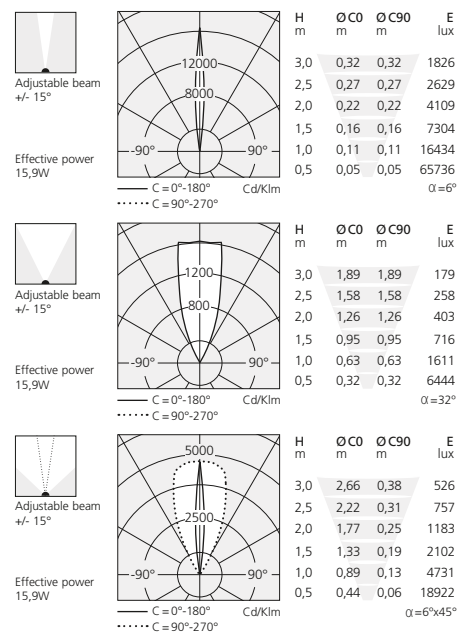 Adjustable beam
+/- 15°
Effective power
15,9W
12000
8000
-90° 90°
C = 0°-180° Cd/Klm
C = 90°-270°
H ØC0 ØC90 E
m m m lux
3,0 0,32 0,32 1826
2,5 0,27 0,27 2629
2,0 0,22 0,22 4109
1,5 0,16 0,16 7304
1,0 0,11 0,11 16434
0,5 0,05 0,05 65736
α=6°
Adjustable beam
+/- 15°
Effective power
15,9W
1200
800
-90° 90°
C = 0°-180° Cd/Klm
C = 90°-270°
H ØC0 ØC90 E
m m m lux
3,0 1,89 1,89 179
2,5 1,58 1,58 258
2,0 1,26 1,26 403
1,5 0,95 0,95 716
1,0 0,63 0,63 1611
0,5 0,32 0,32 6444
α=32°
Adjustable beam
+/- 15°
Effective power
15,9W
5000
2500
-90° 90°
C = 0°-180° Cd/Klm
C = 90°-270°
H ØC0 ØC90 E
m m m lux
3,0 2,66 0,38 526
2,5 2,22 0,31 757
2,0 1,77 0,25 1183
1,5 1,33 0,19 2102
1,0 0,89 0,13 4731
0,5 0,44 0,06 18922
α=6°x45°